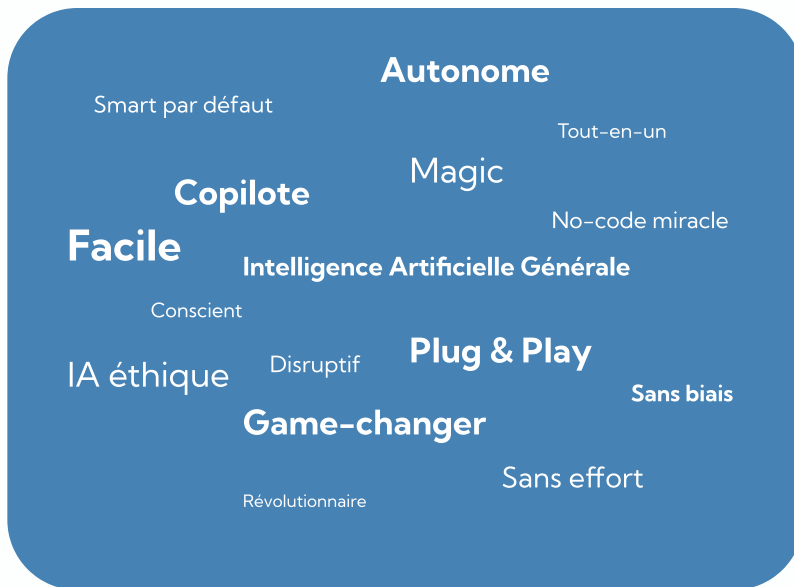 Autonome
Smart par défaut
Tout-en-un
Magic
Copilote
No-code miracle
Facile
Intelligence Artificielle Générale
Conscient
Plug & Play
Disruptif
IA éthique
Sans biais
Game-changer
Sans effort
Révolutionnaire